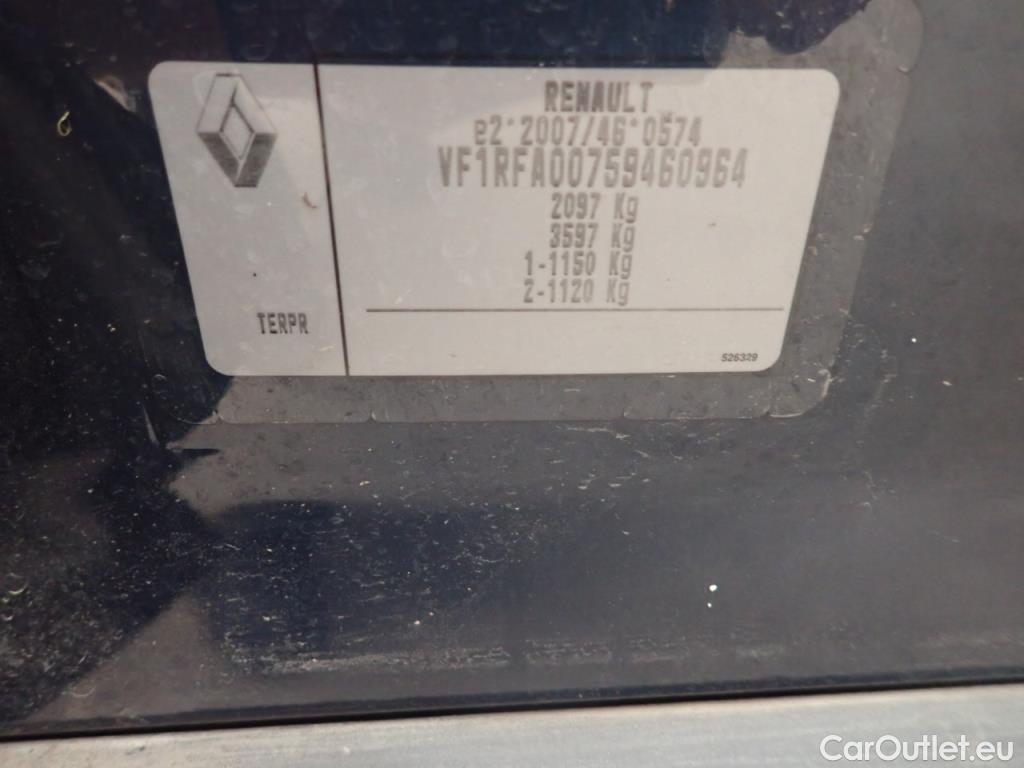 RENAULT
e2*2007/46*0574
VF1RFA00759460964
2097 Kg
3597 Kg
1-1150 Kg
2-1120 Kg
TERPR
526329
CarOutlet.eu